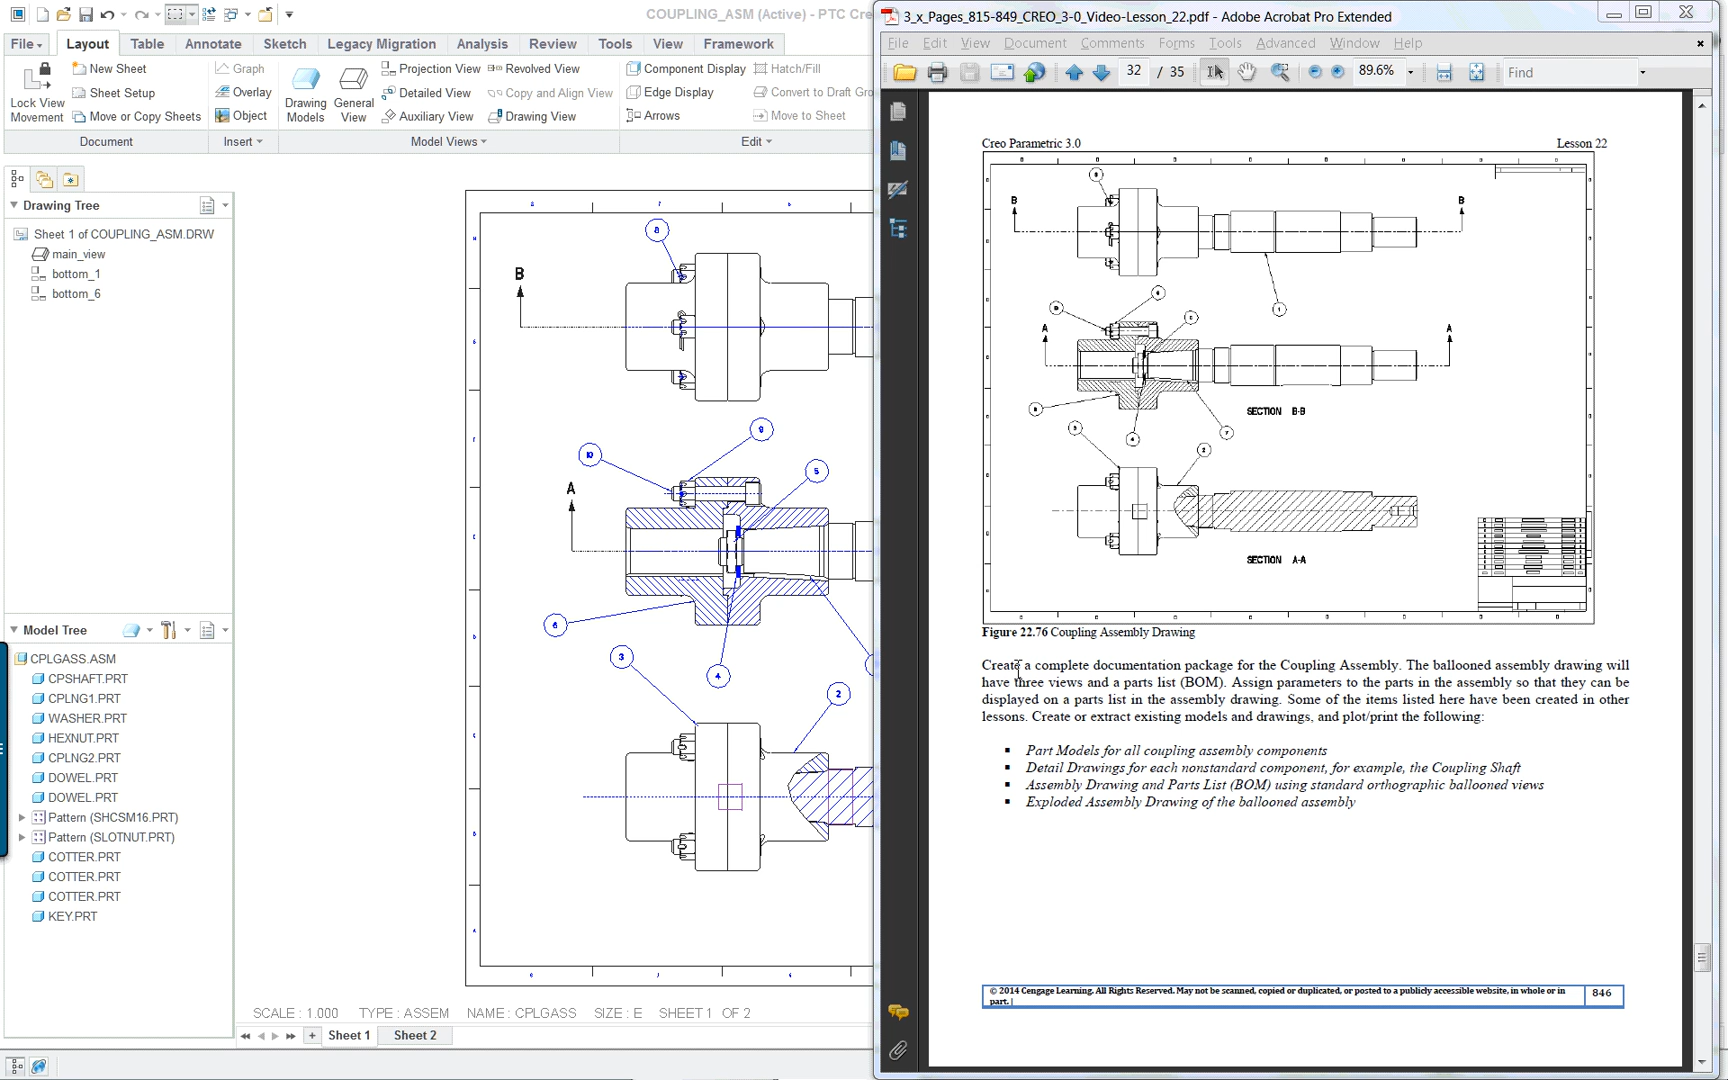 COUPLING_ASM (Active) - PTC Cre
File
Layout
Table
Annotate
Sketch
Legacy Migration
Analysis
Review
Tools
View
Framework
Lock View
Movement
New Sheet
Sheet Setup
Move or Copy Sheets
Document
Graph
Overlay
Object
Insert
Drawing
Models
General
View
Projection View
Detailed View
Auxiliary View
Revolved View
Copy and Align View
Drawing View
Model Views
Component Display
Edge Display
Arrows
Hatch/Fill
Convert to Draft Gro
Move to Sheet
Edit
Drawing Tree
Sheet 1 of COUPLING_ASM.DRW
main_view
bottom_1
bottom_6
Model Tree
CPLGASS.ASM
CPSHAFT.PRT
CPLNG1.PRT
WASHER.PRT
HEXNUT.PRT
CPLNG2.PRT
DOWEL.PRT
DOWEL.PRT
Pattern (SHCSM16.PRT)
Pattern (SLOTNUT.PRT)
COTTER.PRT
COTTER.PRT
COTTER.PRT
KEY.PRT
8
B
9
10
5
A
6
3
4
2
SCALE : 1.000 TYPE : ASSEM NAME : CPLGASS SIZE : E SHEET 1 OF 2
Sheet 1
Sheet 2
3_x_Pages_815-849_CREO_3-0_Video-Lesson_22.pdf - Adobe Acrobat Pro Extended
File Edit View Document Comments Forms Tools Advanced Window Help
32 / 35
89.6%
Find
Creo Parametric 3.0
Lesson 22
B
B
1
A
A
SECTION B-B
4
7
3
2
SECTION A-A
Figure 22.76 Coupling Assembly Drawing
Create a complete documentation package for the Coupling Assembly. The ballooned assembly drawing will
have three views and a parts list (BOM). Assign parameters to the parts in the assembly so that they can be
displayed on a parts list in the assembly drawing. Some of the items listed here have been created in other
lessons. Create or extract existing models and drawings, and plot/print the following:
▪ Part Models for all coupling assembly components
▪ Detail Drawings for each nonstandard component, for example, the Coupling Shaft
▪ Assembly Drawing and Parts List (BOM) using standard orthographic ballooned views
▪ Exploded Assembly Drawing of the ballooned assembly
© 2014 Cengage Learning. All Rights Reserved. May not be scanned, copied or duplicated, or posted to a publicly accessible website, in whole or in
part.
846